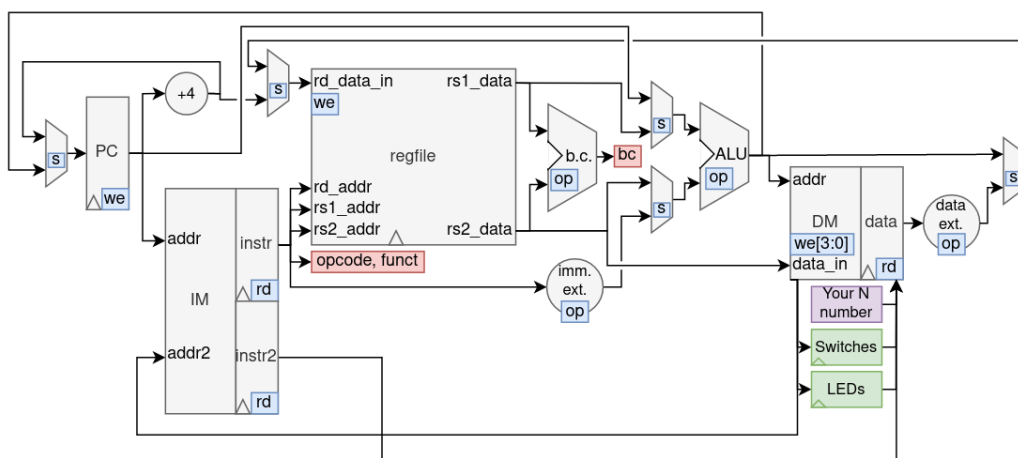 s
PC
we
+4
s
rd_data_in
we
rs1_data
regfile
rd_addr
rs1_addr
rs2_addr
rs2_data
opcode, funct
b.c.
op
bc
s
s
ALU
op
addr
IM
instr
rd
addr2
instr2
rd
imm.
ext.
op
addr
DM
we[3:0]
data_in
data
rd
data
ext.
op
s
Your N
number
Switches
LEDs